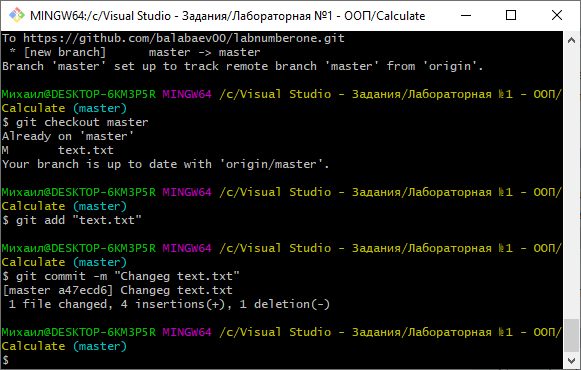 MINGW64:/c/Visual Studio - Задания/Лабораторная №1 - ООП/Calculate
To https://github.com/balabaev00/labnumberone.git
 * [new branch]      master -> master
Branch 'master' set up to track remote branch 'master' from 'origin'.
Михаил@DESKTOP-6KM3P5R MINGW64 /c/Visual Studio - Задания/Лабораторная №1 - ООП/
Calculate (master)
$ git checkout master
Already on 'master'
M       text.txt
Your branch is up to date with 'origin/master'.
Михаил@DESKTOP-6KM3P5R MINGW64 /c/Visual Studio - Задания/Лабораторная №1 - ООП/
Calculate (master)
$ git add "text.txt"
Михаил@DESKTOP-6KM3P5R MINGW64 /c/Visual Studio - Задания/Лабораторная №1 - ООП/
Calculate (master)
$ git commit -m "Changeg text.txt"
[master a47ecd6] Changeg text.txt
 1 file changed, 4 insertions(+), 1 deletion(-)
Михаил@DESKTOP-6KM3P5R MINGW64 /c/Visual Studio - Задания/Лабораторная №1 - ООП/
Calculate (master)
$